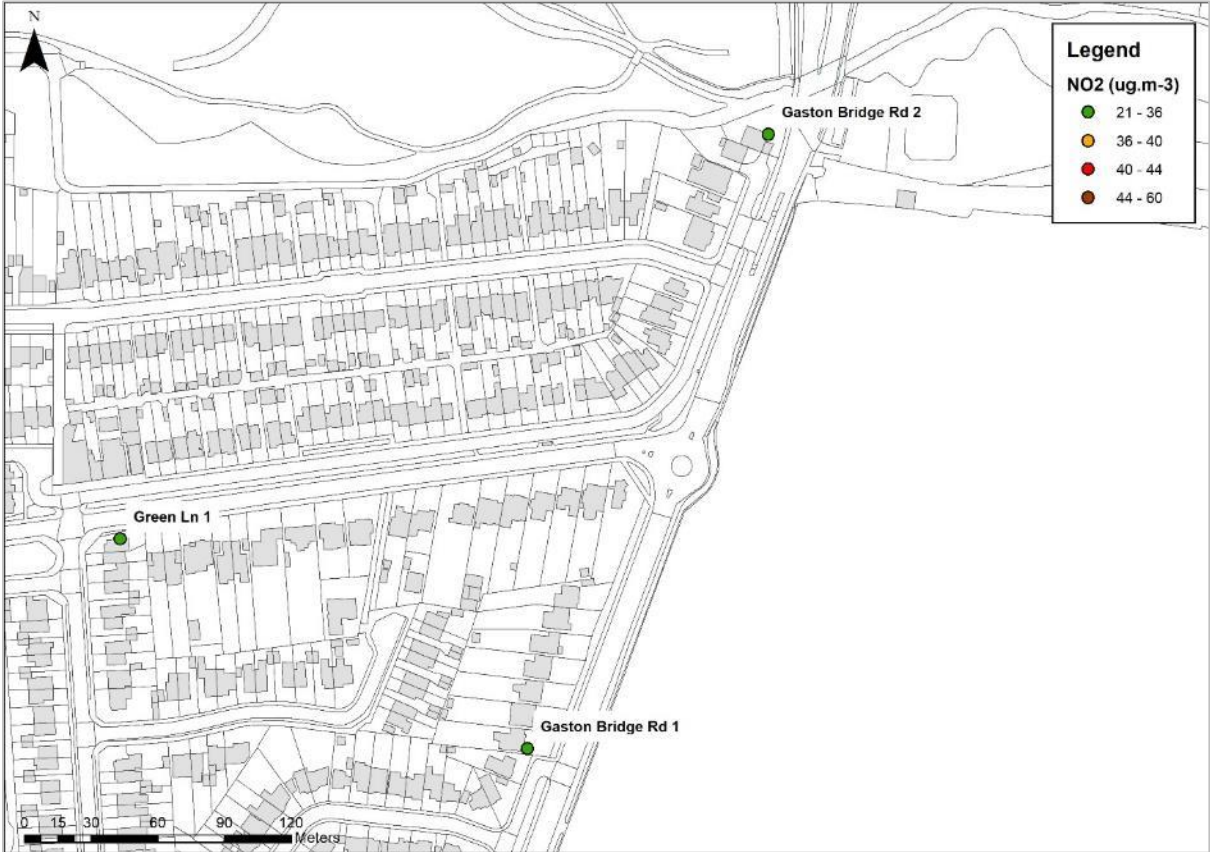 N
Legend
NO2 (ug.m-3)
21 - 36
36 - 40
40 - 44
44 - 60
Gaston Bridge Rd 2
Green Ln 1
Gaston Bridge Rd 1
0 15 30 60 90 120
Meters